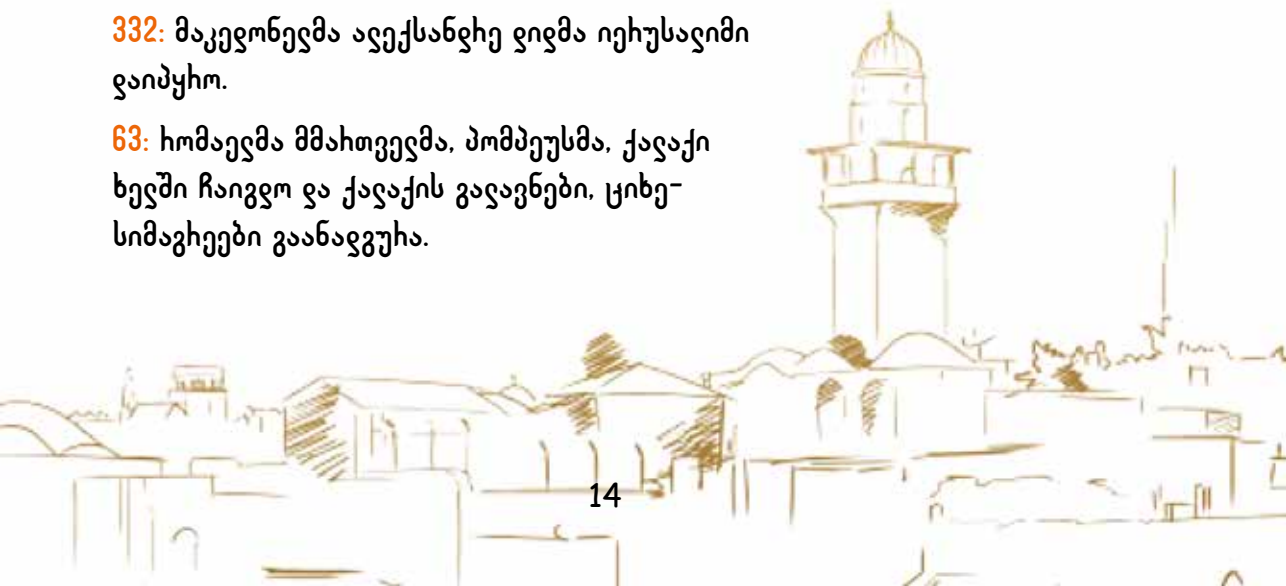 332: მაკედონელმა ალექსანდრე დიდმა იერუსალიმი
დაიპყრო.
63: რომაელმა მმართველმა, პომპეუსმა, ქალაქი
ხელში ჩაიგდო და ქალაქის გალავნები, ციხე-
სიმაგრეები გაანადგურა.
14